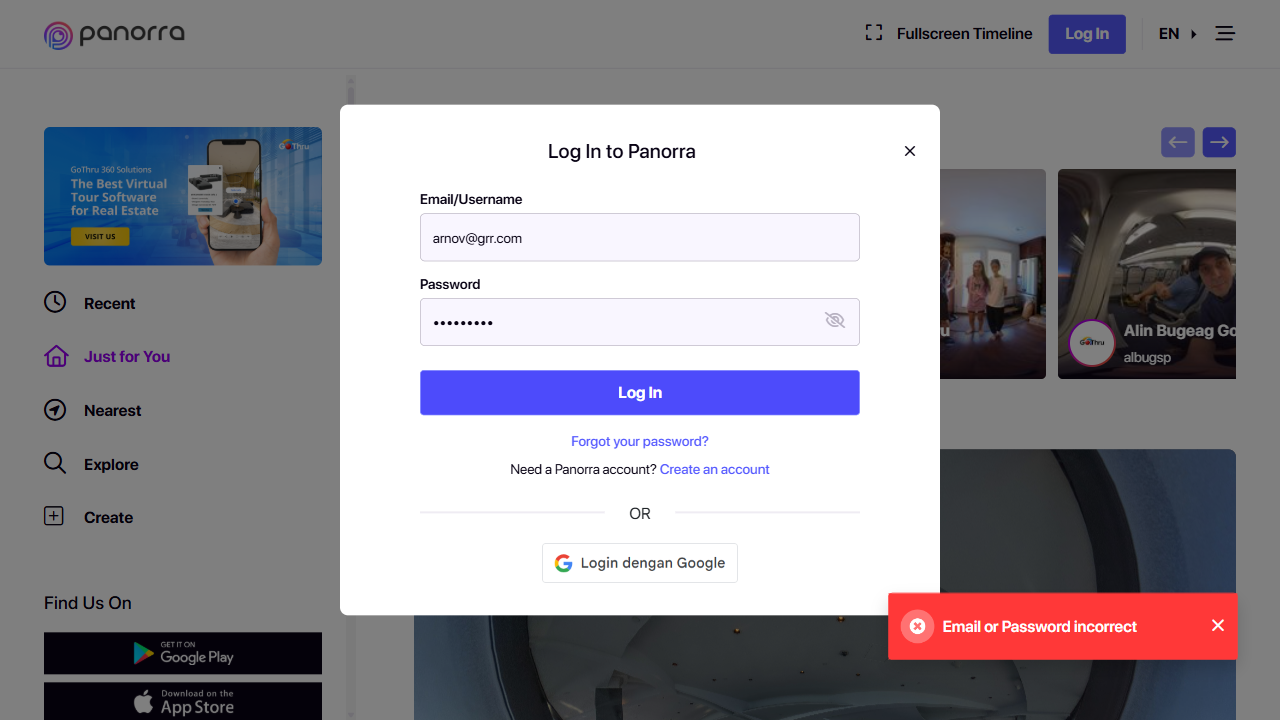 panorra
Fullscreen Timeline
Log In
EN
GoThru
GoThru 360 Solutions
The Best Virtual
Tour Software
for Real Estate
VISIT US
Recent
Just for You
Nearest
Explore
Create
Find Us On
GET IT ON
Google Play
Download on the
App Store
Log In to Panorra
Email/Username
arnov@grr.com
Password
•••••••••
Log In
Forgot your password?
Need a Panorra account? Create an account
OR
Login dengan Google
GoThru
Alin Bugeag Go
albugsp
Email or Password incorrect